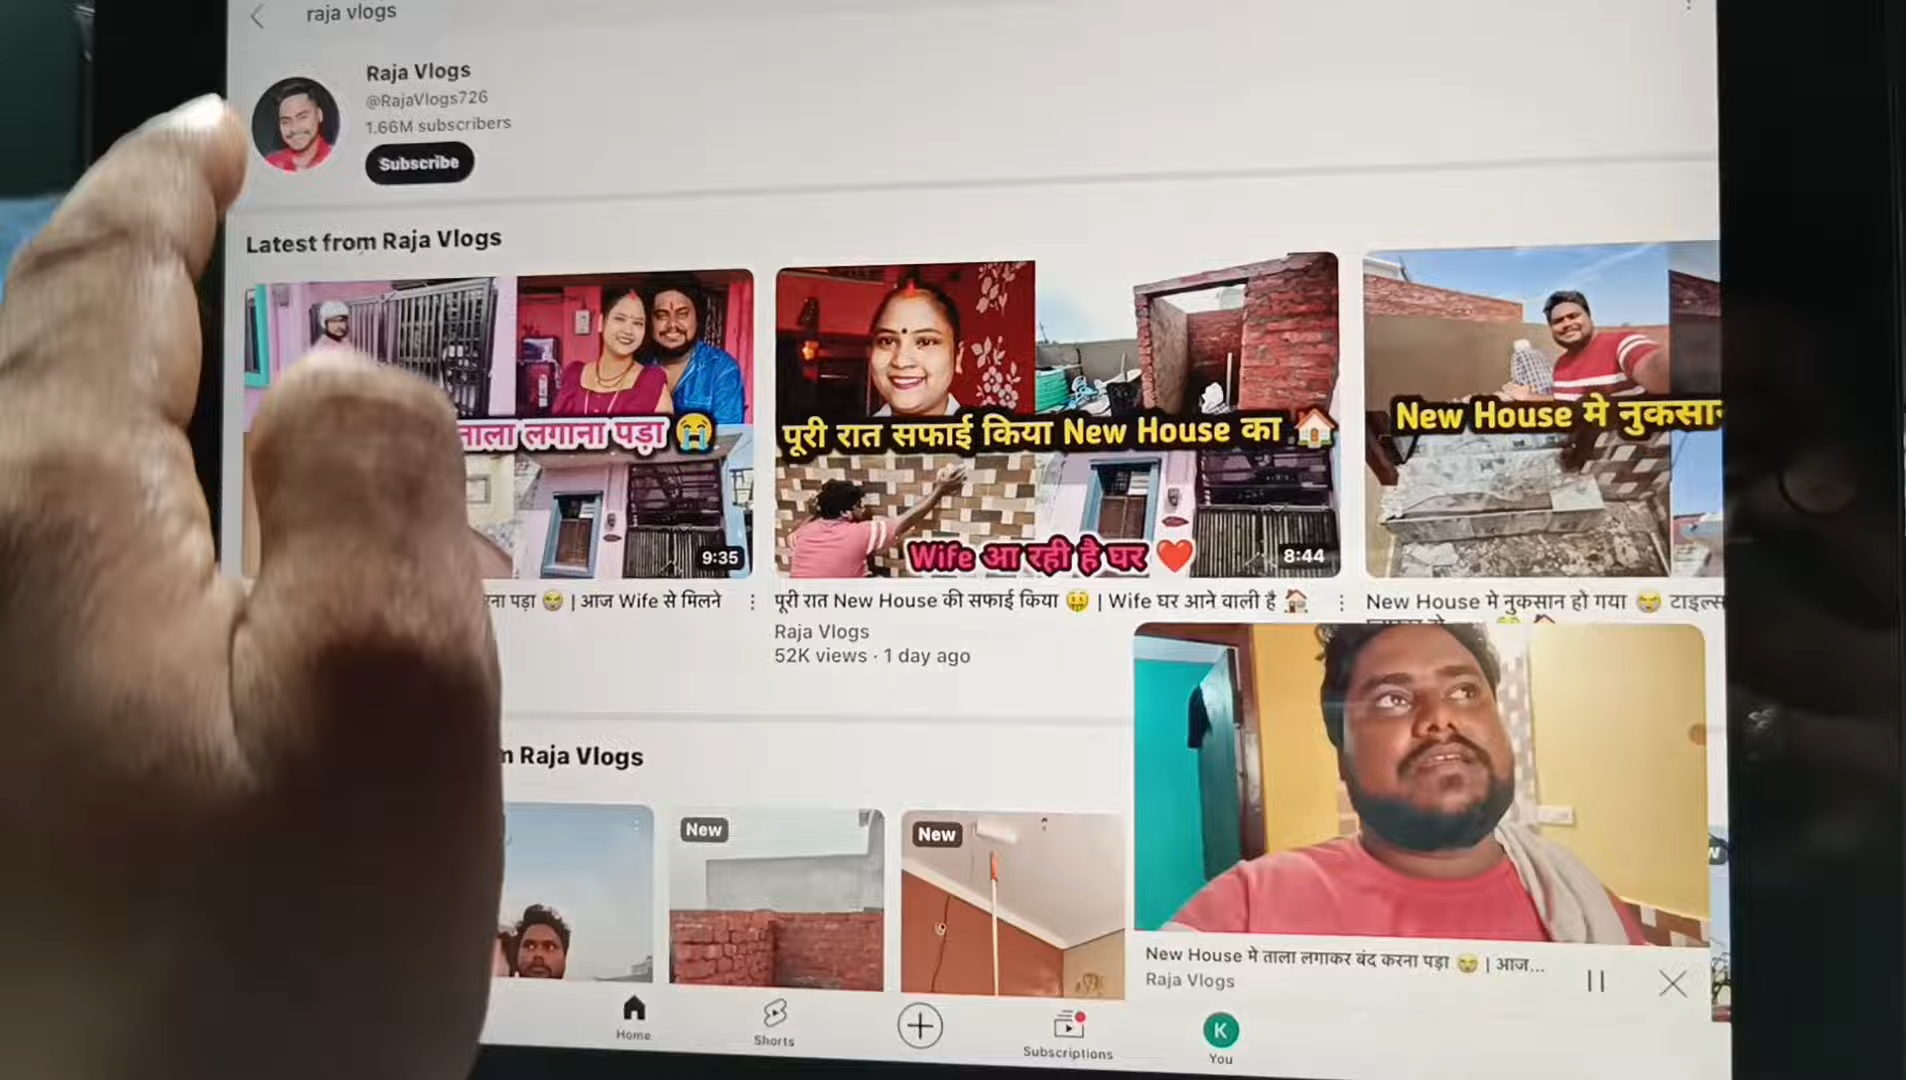 raja vlogs
Raja Vlogs
@RajaVlogs726
1.66M subscribers
Subscribe
Latest from Raja Vlogs
ताला लगाना पड़ा 😭
9:35
पूरी रात सफाई किया New House का 🏠
Wife आ रही है घर ❤️
8:44
New House मे नुकसान
पड़ा 😭 | आज Wife से मिलने
पूरी रात New House की सफाई किया 🤑 | Wife घर आने वाली है 🏠
Raja Vlogs
52K views · 1 day ago
New House मे नुकसान हो गया 😭 टाइल्स
Raja Vlogs
New
New
New House मे ताला लगाकर बंद करना पड़ा 😭 | आज...
Raja Vlogs
Home
Shorts
Subscriptions
K
You